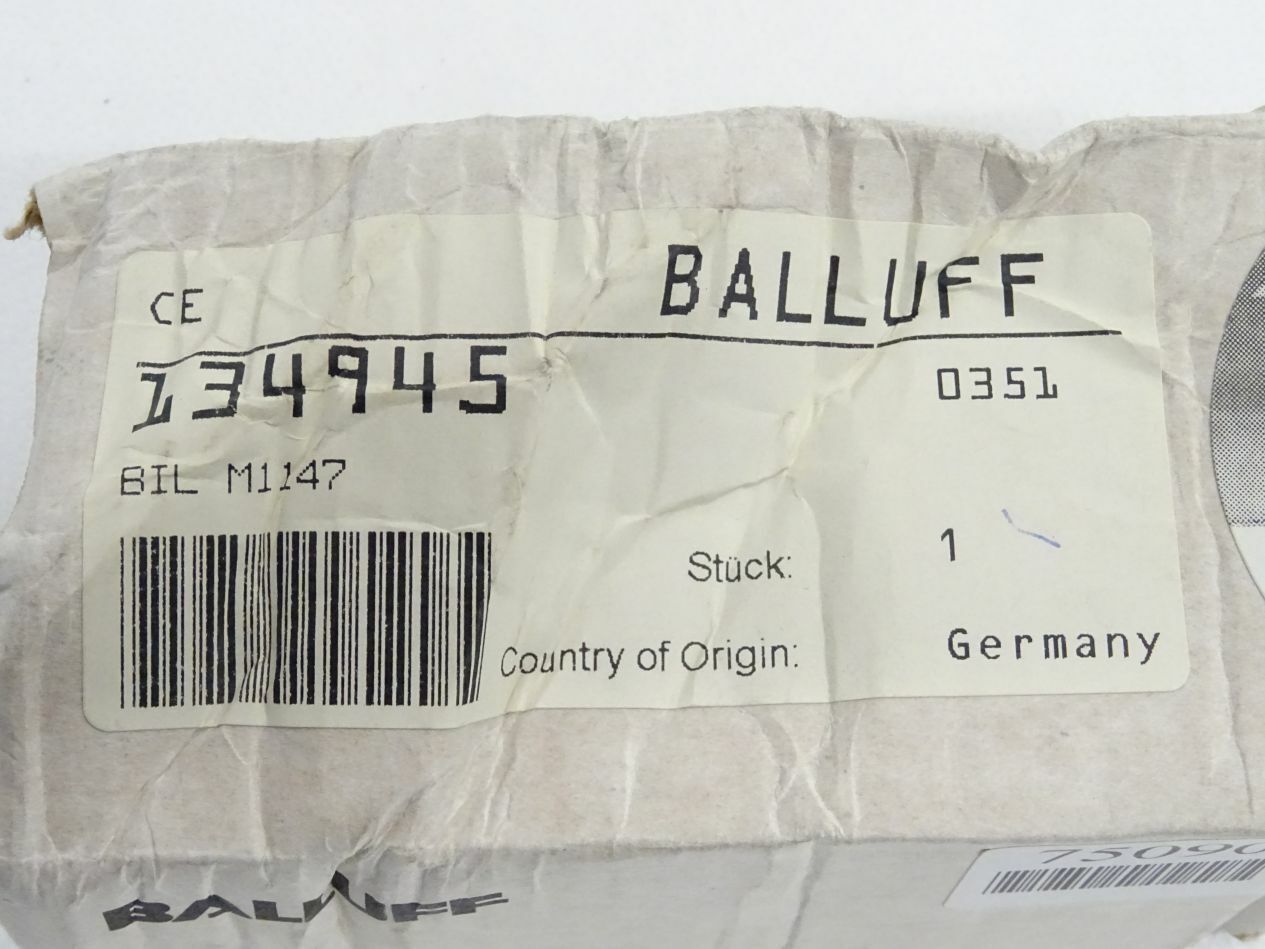 CE BALLUFF
134945 0351
BIL M1147
Stück: 1
Country of Origin: Germany
BALLUFF